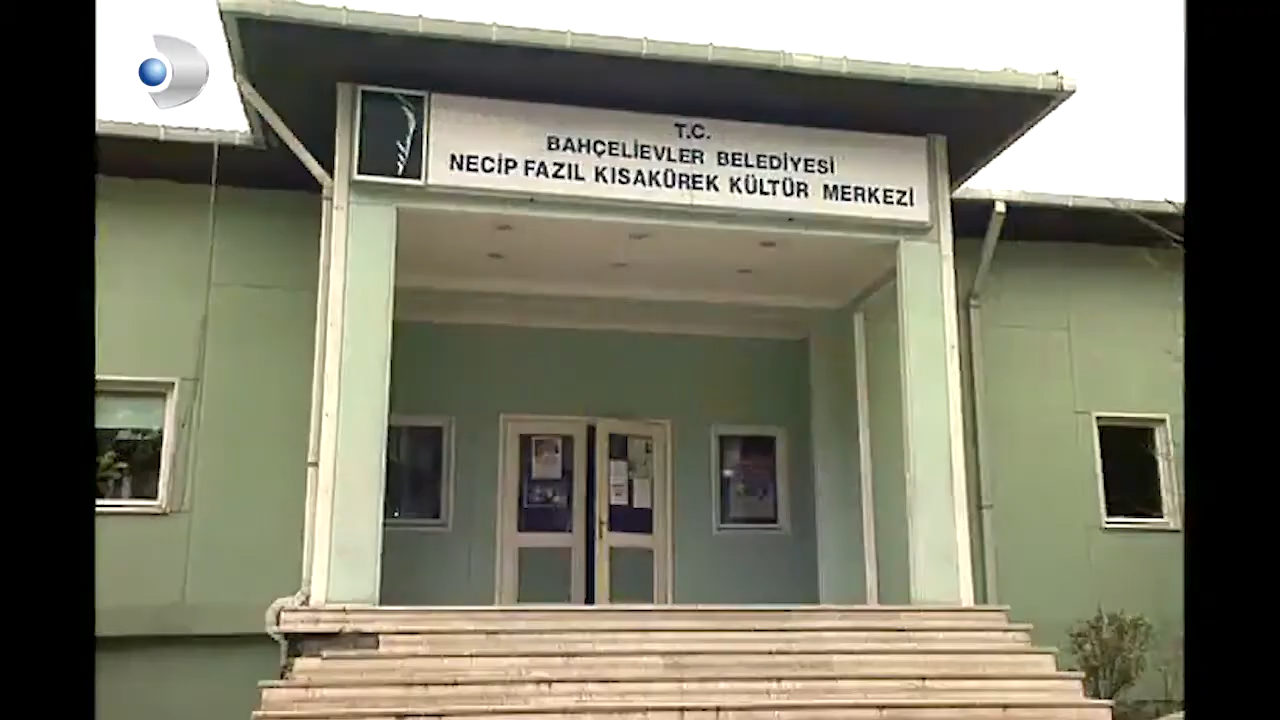 T.C.
BAHÇELİEVLER BELEDİYESİ
NECİP FAZIL KISAKÜREK KÜLTÜR MERKEZİ